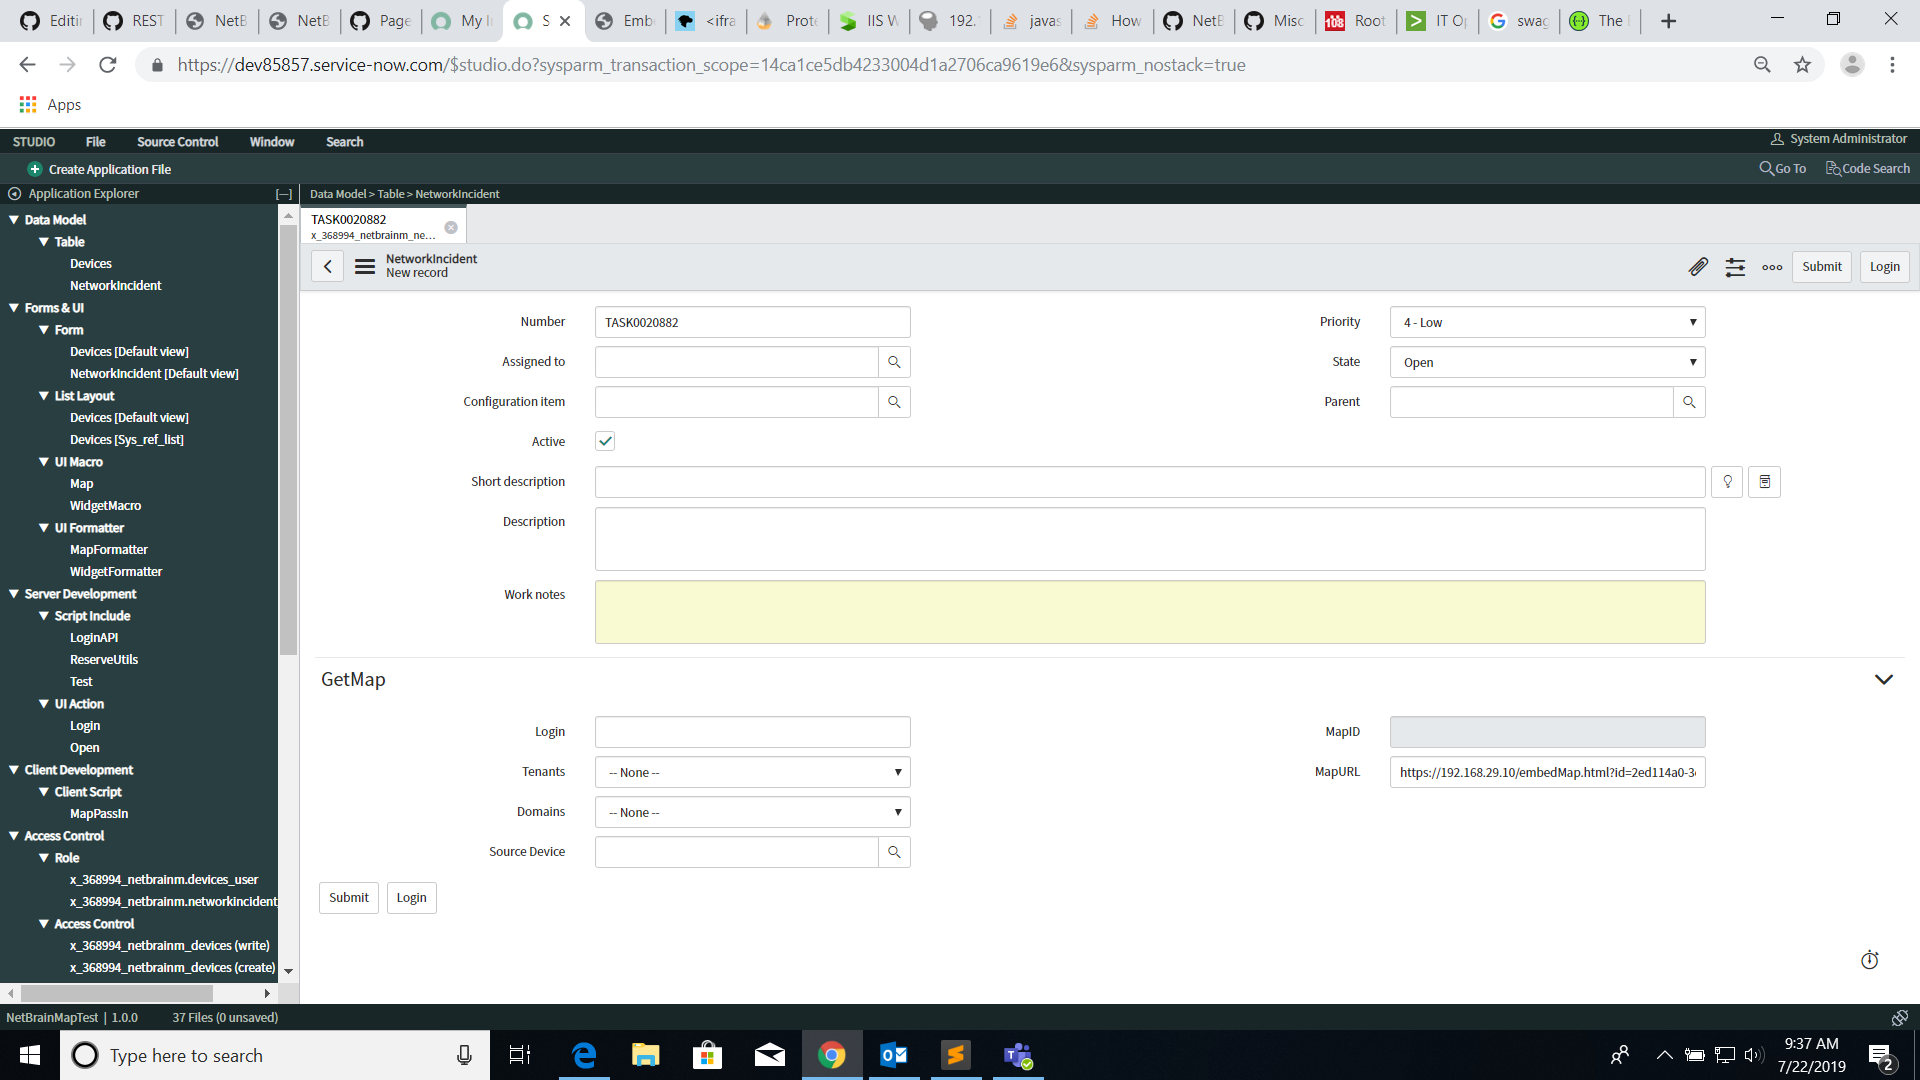 Editin
REST
NetB
NetB
Page
My In
S
Embe
<ifra
Prote
IIS W
192.
javas
How
NetB
Misc
Root
IT Op
swag
The
https://dev85857.service-now.com/$studio.do?sysparm_transaction_scope=14ca1ce5db4233004d1a2706ca9619e6&sysparm_nostack=true
Apps
STUDIO File Source Control Window Search System Administrator
Create Application File Go To Code Search
Application Explorer [—] Data Model > Table > NetworkIncident
Data Model
Table
Devices
NetworkIncident
Forms & UI
Form
Devices [Default view]
NetworkIncident [Default view]
List Layout
Devices [Default view]
Devices [Sys_ref_list]
UI Macro
Map
WidgetMacro
UI Formatter
MapFormatter
WidgetFormatter
Server Development
Script Include
LoginAPI
ReserveUtils
Test
UI Action
Login
Open
Client Development
Client Script
MapPassIn
Access Control
Role
x_368994_netbrainm.devices_user
x_368994_netbrainm.networkincident
Access Control
x_368994_netbrainm_devices (write)
x_368994_netbrainm_devices (create)
TASK0020882
x_368994_netbrainm_ne...
NetworkIncident
New record
Submit Login
Number TASK0020882 Priority 4 - Low
Assigned to State Open
Configuration item Parent
Active
Short description
Description
Work notes
GetMap
Login MapID
Tenants -- None -- MapURL https://192.168.29.10/embedMap.html?id=2ed114a0-3
Domains -- None --
Source Device
Submit Login
NetBrainMapTest | 1.0.0 37 Files (0 unsaved)
Type here to search
9:37 AM
7/22/2019
2